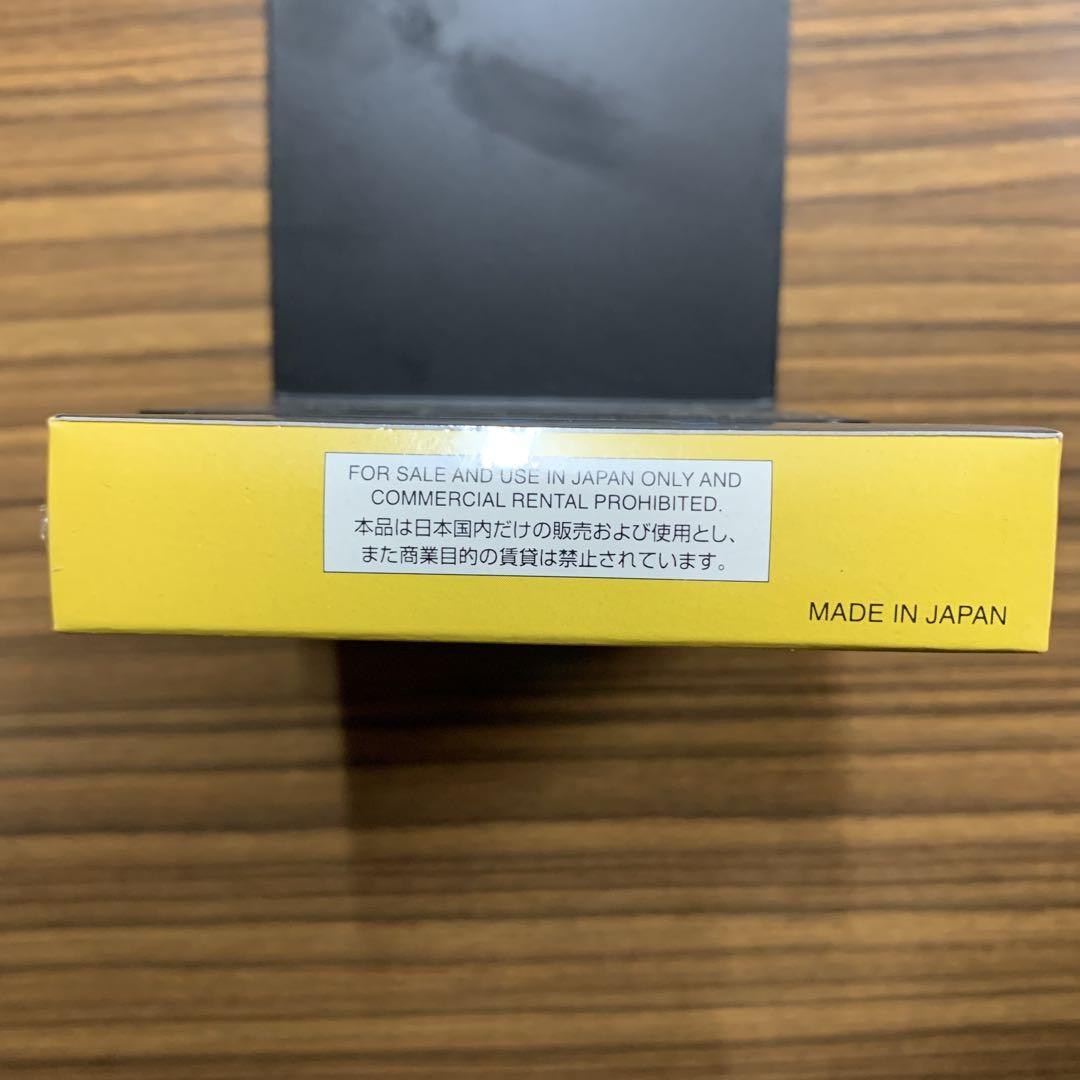 FOR SALE AND USE IN JAPAN ONLY AND
COMMERCIAL RENTAL PROHIBITED.
本品は日本国内だけの販売および使用とし、
また商業目的の賃貸は禁止されています。
MADE IN JAPAN